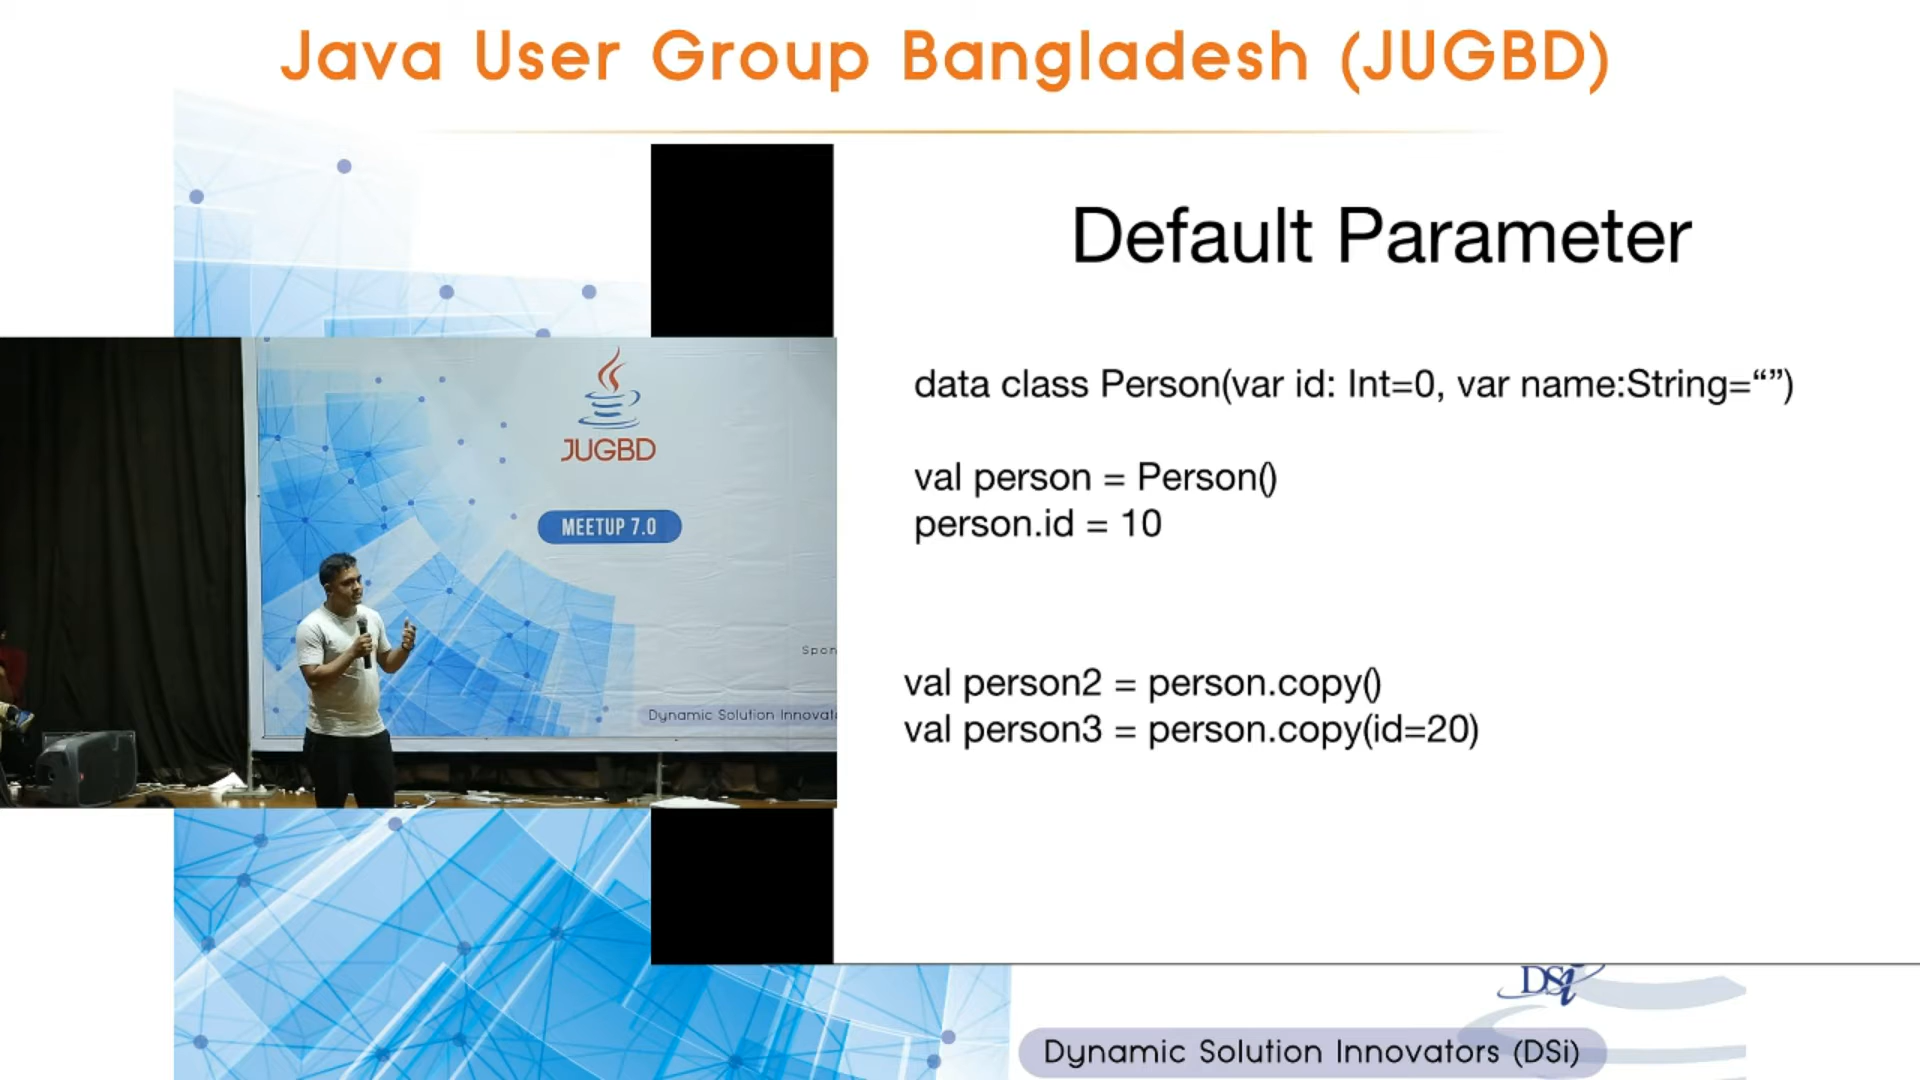 Java User Group Bangladesh (JUGBD)
JUGBD
MEETUP 7.0
Spon
Dynamic Solution Innovat
Default Parameter
data class Person(var id: Int=0, var name:String=“”)
val person = Person()
person.id = 10
val person2 = person.copy()
val person3 = person.copy(id=20)
DSi
Dynamic Solution Innovators (DSi)